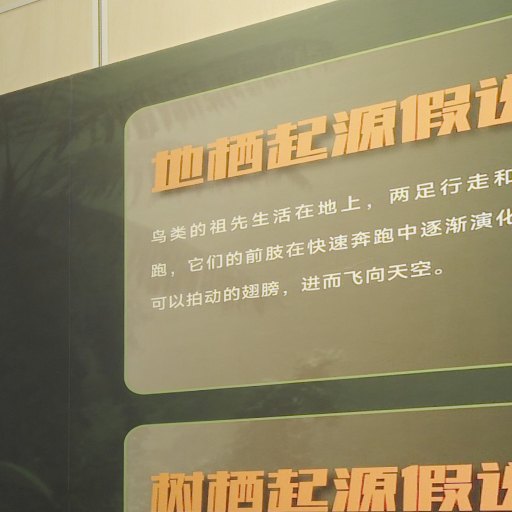 地栖起源假设
鸟类的祖先生活在地上，两足行走和
跑，它们的前肢在快速奔跑中逐渐演化
可以拍动的翅膀，进而飞向天空。
树栖起源假设